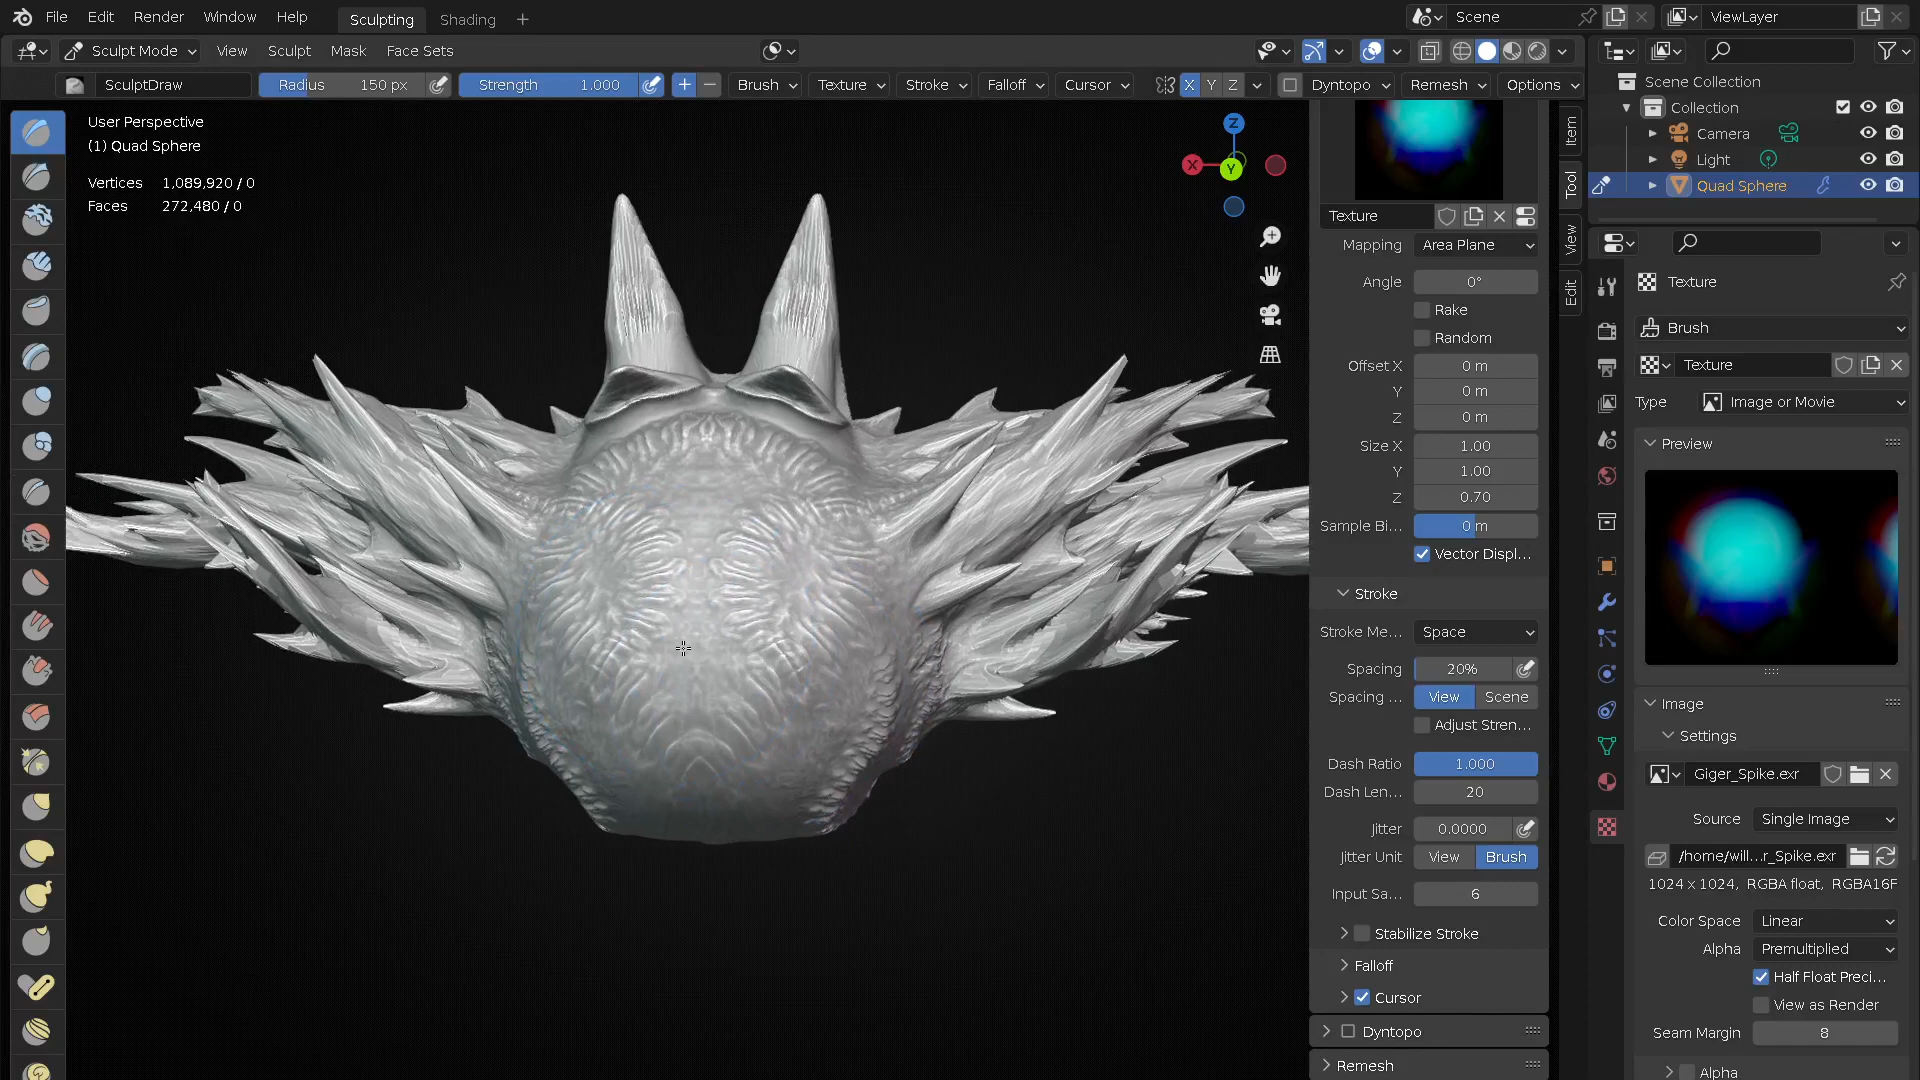 File Edit Render Window Help Sculpting Shading + Scene ViewLayer
Sculpt Mode View Sculpt Mask Face Sets
SculptDraw Radius 150 px Strength 1.000 + − Brush Texture Stroke Falloff Cursor X Y Z Dyntopo Remesh Options
User Perspective
(1) Quad Sphere
Vertices 1,089,920 / 0
Faces 272,480 / 0
Z
X
Y
Texture
Mapping Area Plane
Angle 0°
Rake
Random
Offset X 0 m
Y 0 m
Z 0 m
Size X 1.00
Y 1.00
Z 0.70
Sample Bi... 0 m
Vector Displ...
Stroke
Stroke Me... Space
Spacing 20%
Spacing ... View Scene
Adjust Stren...
Dash Ratio 1.000
Dash Len... 20
Jitter 0.0000
Jitter Unit View Brush
Input Sa... 6
Stabilize Stroke
Falloff
Cursor
Dyntopo
Remesh
Item
Tool
View
Edit
Scene Collection
Collection
Camera
Light
Quad Sphere
Texture
Brush
Texture
Type Image or Movie
Preview
Image
Settings
Giger_Spike.exr
Source Single Image
/home/will...r_Spike.exr
1024 x 1024, RGBA float, RGBA16F
Color Space Linear
Alpha Premultiplied
Half Float Preci...
View as Render
Seam Margin 8
Alpha